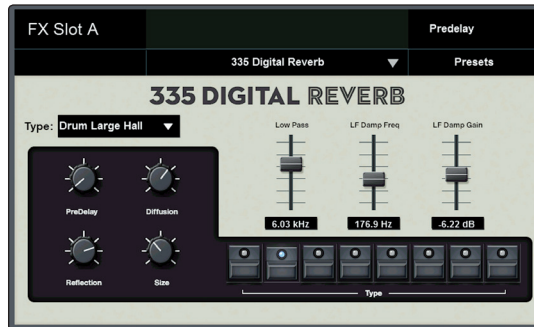 FX Slot A
Predelay
335 Digital Reverb
Presets
335 DIGITAL REVERB
Type: Drum Large Hall
Low Pass
LF Damp Freq
LF Damp Gain
PreDelay
Diffusion
6.03 kHz
176.9 Hz
-6.22 dB
Reflection
Size
Type